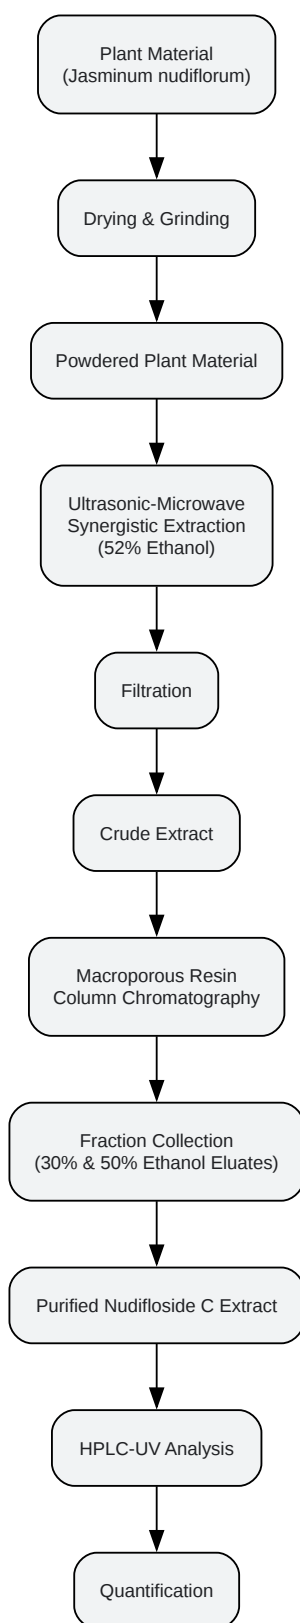 Plant Material
(Jasminum nudiflorum)
Drying & Grinding
Powdered Plant Material
Ultrasonic-Microwave
Synergistic Extraction
(52% Ethanol)
Filtration
Crude Extract
Macroporous Resin
Column Chromatography
Fraction Collection
(30% & 50% Ethanol Eluates)
Purified Nudifloside C Extract
HPLC-UV Analysis
Quantification